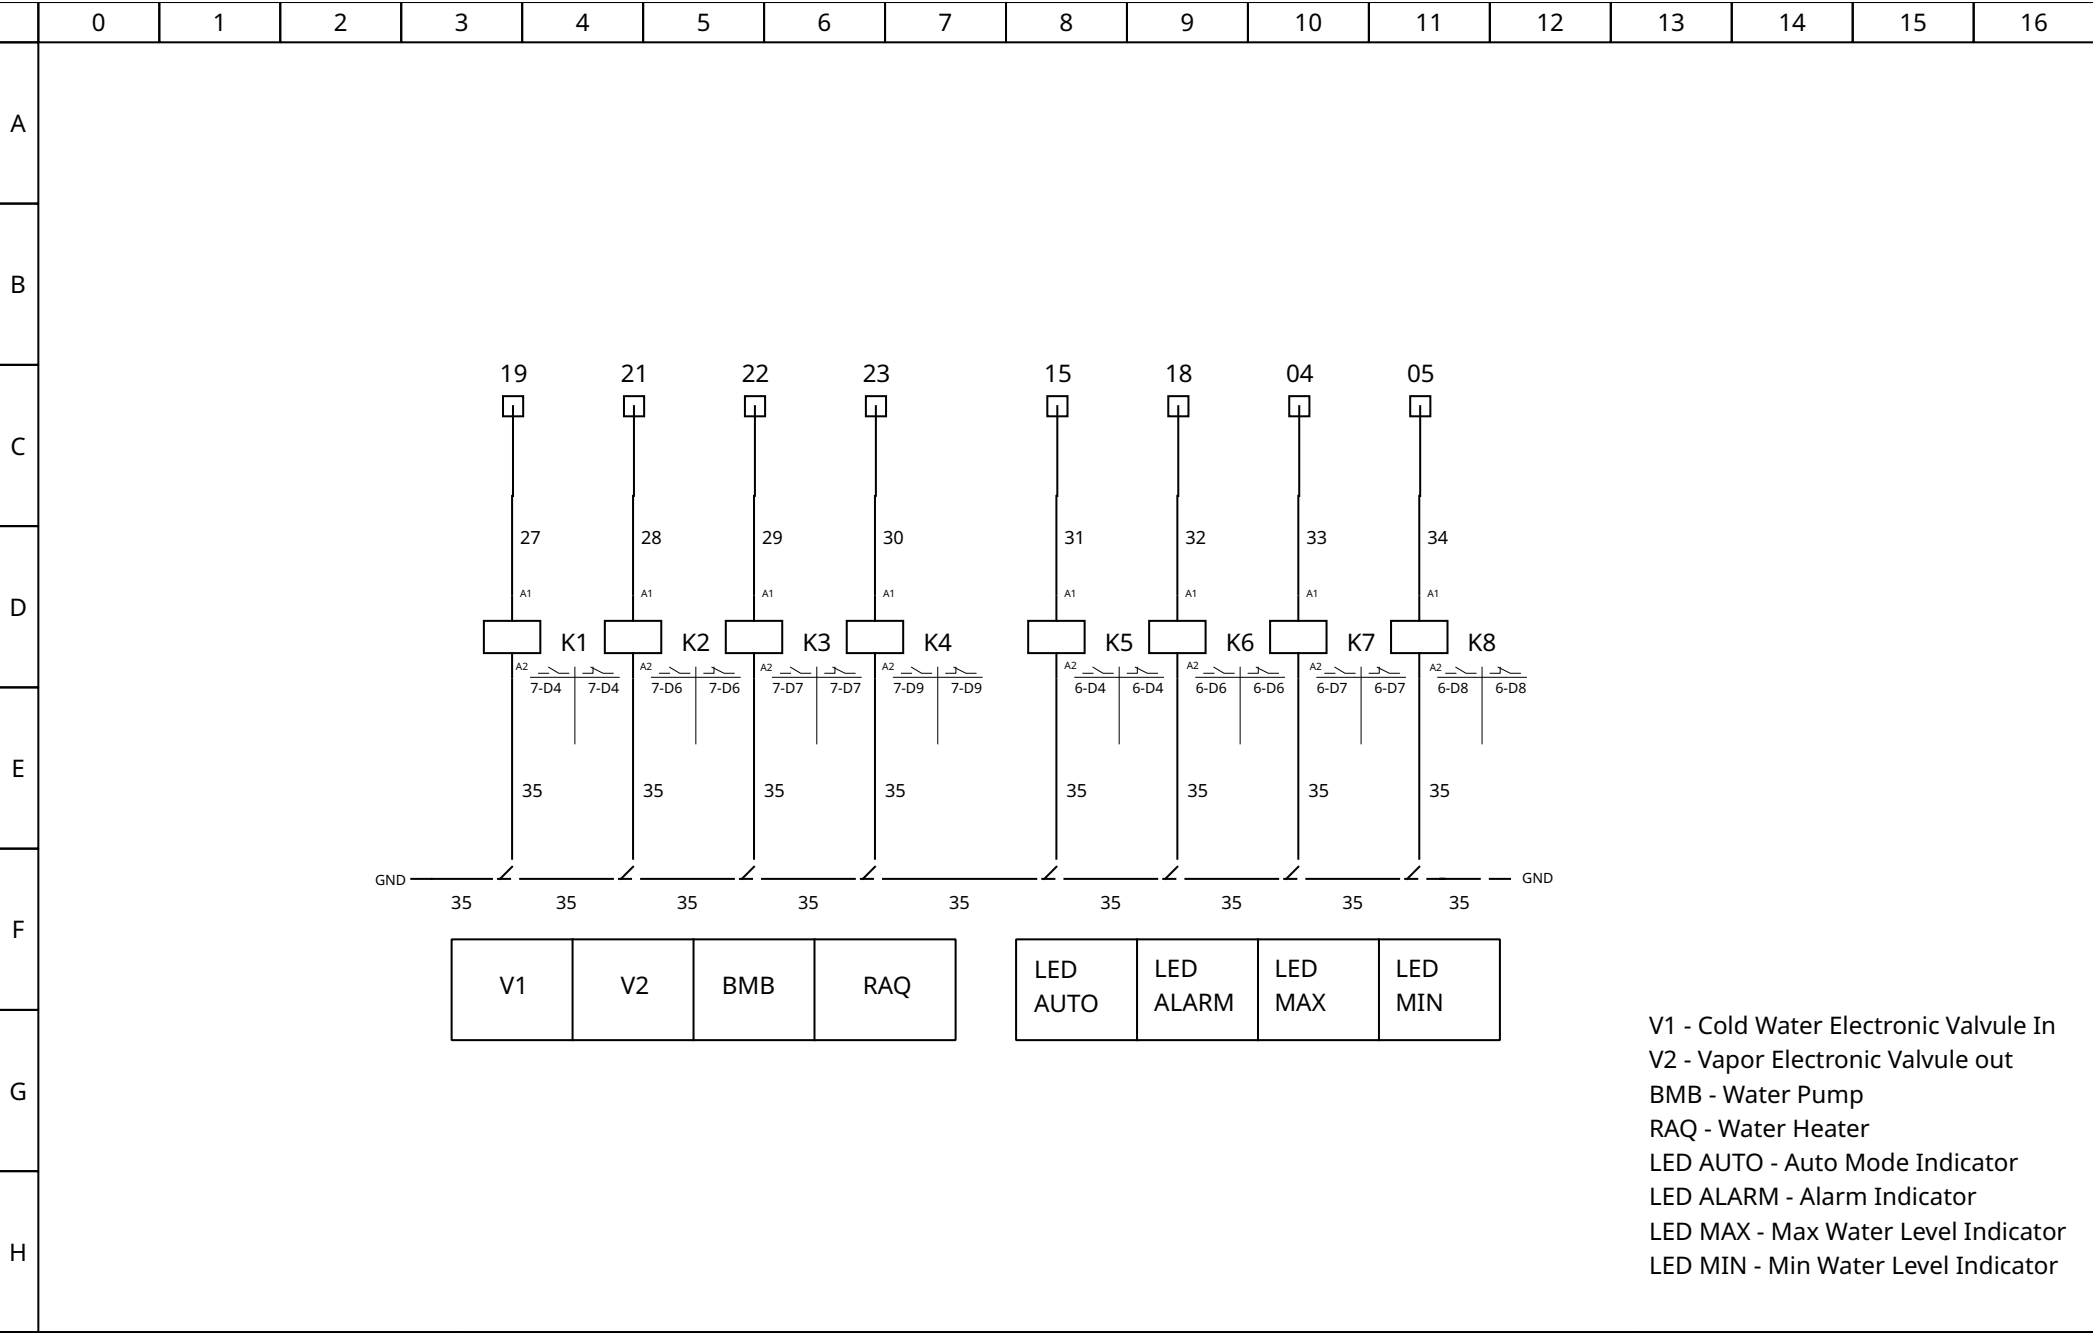 0 1 2 3 4 5 6 7 8 9 10 11 12 13 14 15 16
A
B
19 21 22 23 15 18 04 05
C
27 28 29 30 31 32 33 34
A1 A1 A1 A1 A1 A1 A1 A1
D
K1 K2 K3 K4 K5 K6 K7 K8
A2 A2 A2 A2 A2 A2 A2 A2
7-D4 7-D4 7-D6 7-D6 7-D7 7-D7 7-D9 7-D9 6-D4 6-D4 6-D6 6-D6 6-D7 6-D7 6-D8 6-D8
E
35 35 35 35 35 35 35 35
GND GND
35 35 35 35 35 35 35 35 35
F
V1 V2 BMB RAQ
LED AUTO
LED ALARM
LED MAX
LED MIN
V1 - Cold Water Electronic Valvule In
V2 - Vapor Electronic Valvule out
G
BMB - Water Pump
RAQ - Water Heater
LED AUTO - Auto Mode Indicator
LED ALARM - Alarm Indicator
LED MAX - Max Water Level Indicator
H
LED MIN - Min Water Level Indicator